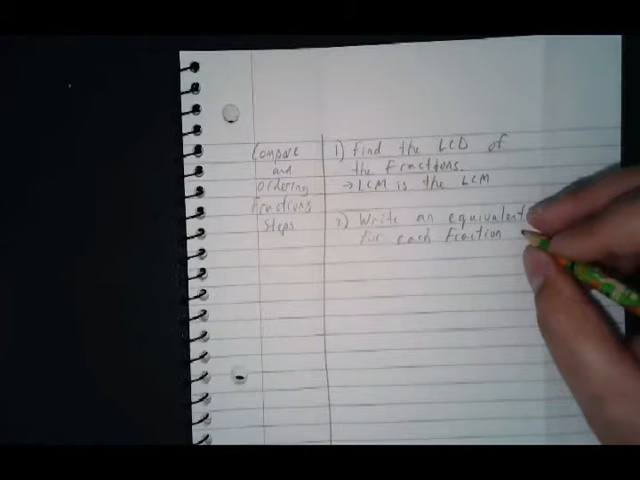 Compare
and
Ordering
Fractions
Steps
1) Find the LCD of
the Fractions.
→ LCM is the LCM
2) Write an equivalent
for each Fraction